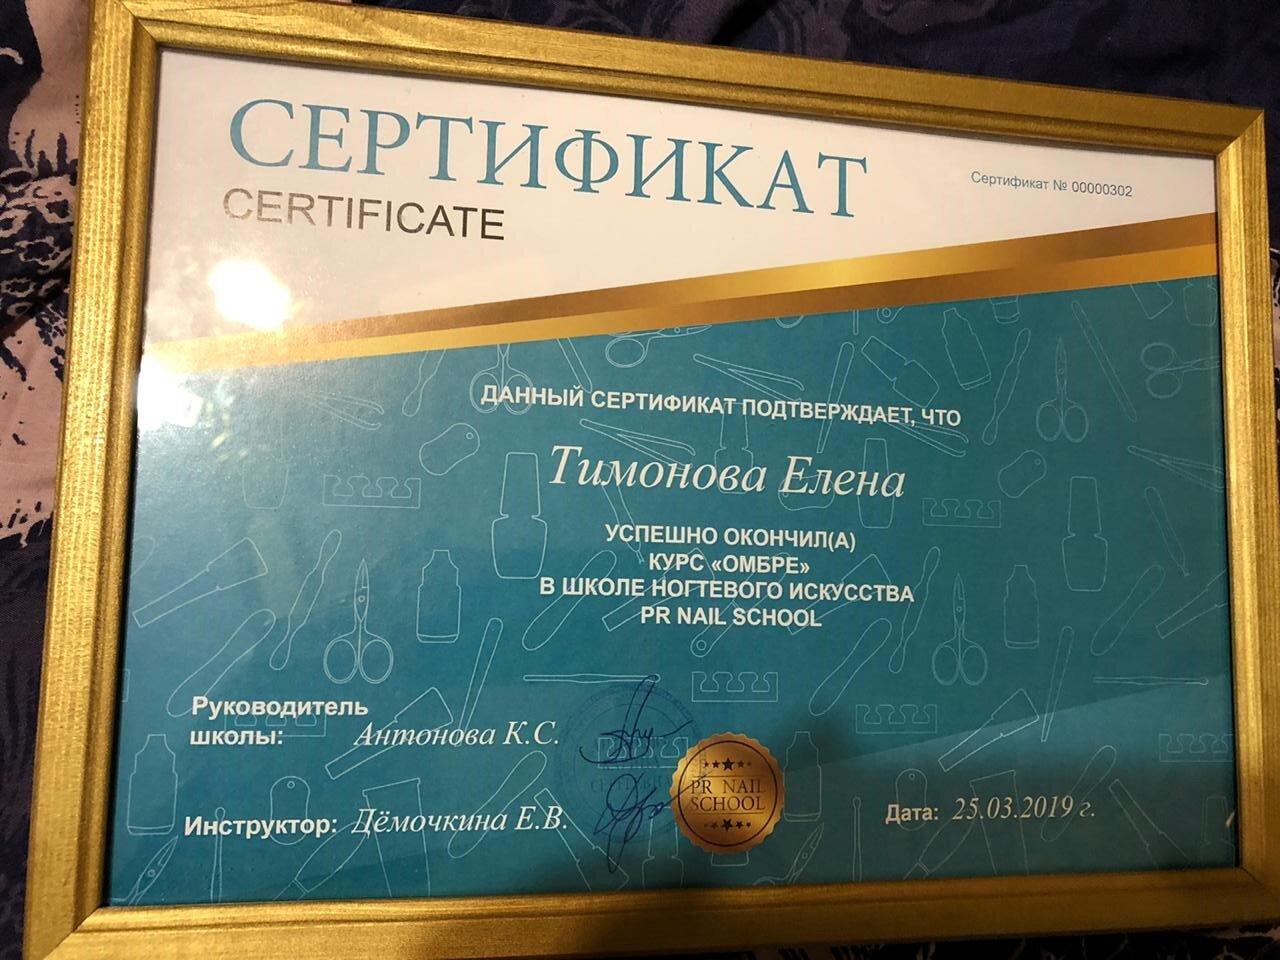 СЕРТИФИКАТ
CERTIFICATE
Сертификат № 00000302
ДАННЫЙ СЕРТИФИКАТ ПОДТВЕРЖДАЕТ, ЧТО
Тимонова Елена
УСПЕШНО ОКОНЧИЛ(А)
КУРС «ОМБРЕ»
В ШКОЛЕ НОГТЕВОГО ИСКУССТВА
PR NAIL SCHOOL
Руководитель
школы: Антонова К.С.
Инструктор: Дёмочкина Е.В.
PR NAIL
SCHOOL
Дата: 25.03.2019 г.